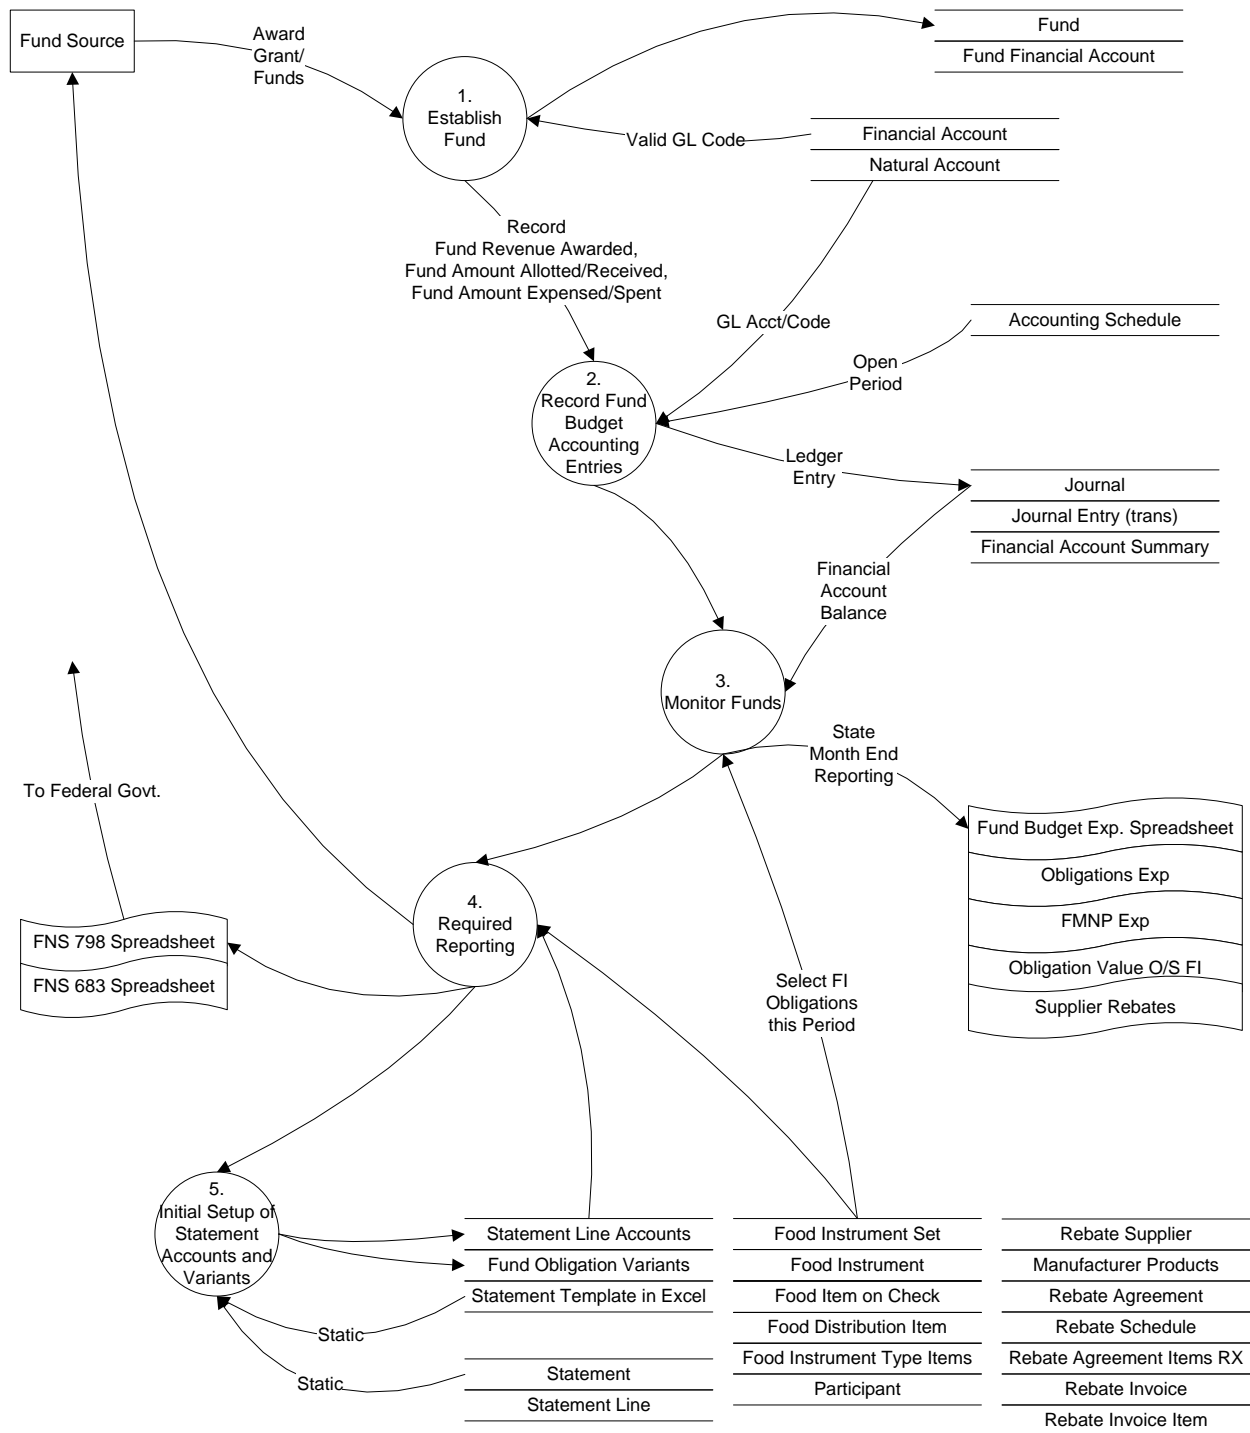 Fund Source
Award
Grant/
Funds
Fund
Fund Financial Account
1.
Establish
Fund
Valid GL Code
Financial Account
Natural Account
Record
Fund Revenue Awarded,
Fund Amount Allotted/Received,
Fund Amount Expensed/Spent
GL Acct/Code
Accounting Schedule
Open
Period
2.
Record Fund
Budget
Accounting
Entries
Ledger
Entry
Journal
Journal Entry (trans)
Financial Account Summary
Financial
Account
Balance
3.
Monitor Funds
State
Month End
Reporting
To Federal Govt.
Fund Budget Exp. Spreadsheet
Obligations Exp
FMNP Exp
Obligation Value O/S FI
Supplier Rebates
4.
Required
Reporting
FNS 798 Spreadsheet
FNS 683 Spreadsheet
Select FI
Obligations
this Period
5.
Initial Setup of
Statement
Accounts and
Variants
Statement Line Accounts
Fund Obligation Variants
Statement Template in Excel
Static
Static
Statement
Statement Line
Food Instrument Set
Food Instrument
Food Item on Check
Food Distribution Item
Food Instrument Type Items
Participant
Rebate Supplier
Manufacturer Products
Rebate Agreement
Rebate Schedule
Rebate Agreement Items RX
Rebate Invoice
Rebate Invoice Item